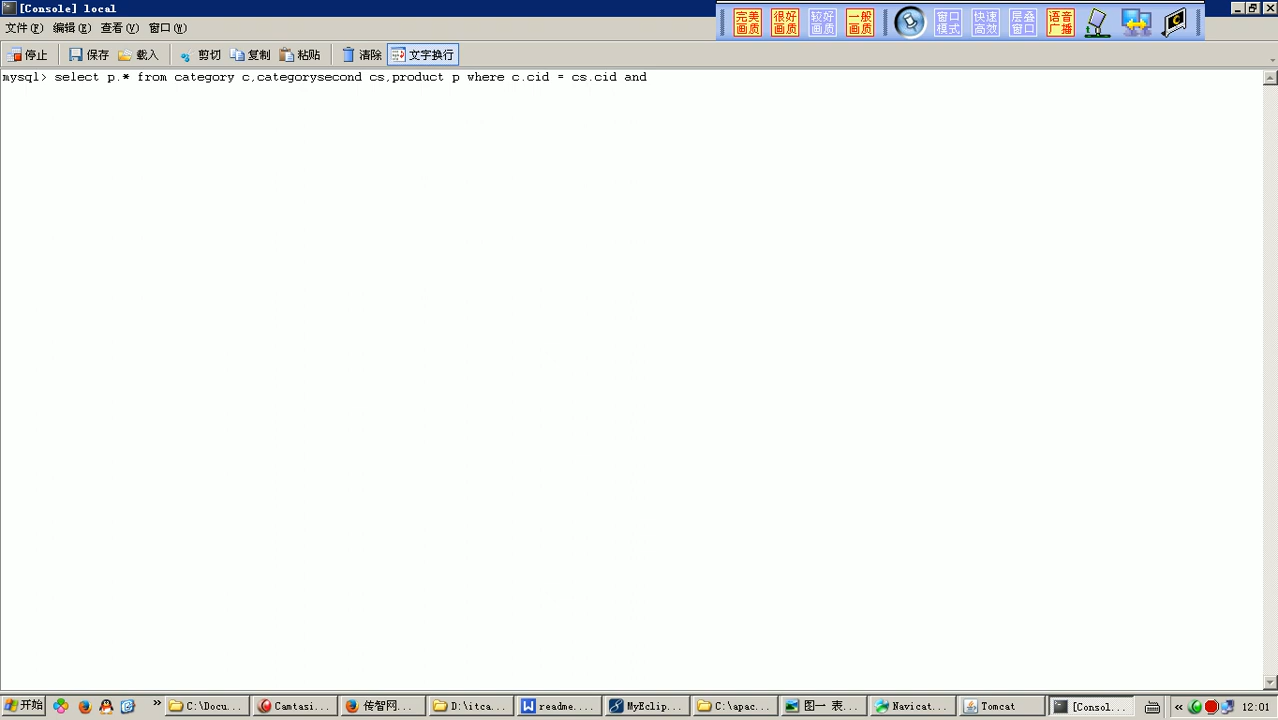 [Console] local
完美画质 很好画质 较好画质 一般画质 窗口模式 快速高效 层叠窗口 语音广播
文件(F) 编辑(E) 查看(V) 窗口(W)
停止 保存 载入 剪切 复制 粘贴 清除 文字换行
mysql> select p.* from category c,categorysecond cs,product p where c.cid = cs.cid and
开始 C:\Docu... Camtasi... 传智网... D:\itca... readme.... MyEclip... C:\apac... 图一 表... Navicat... Tomcat [Consol... 12:01